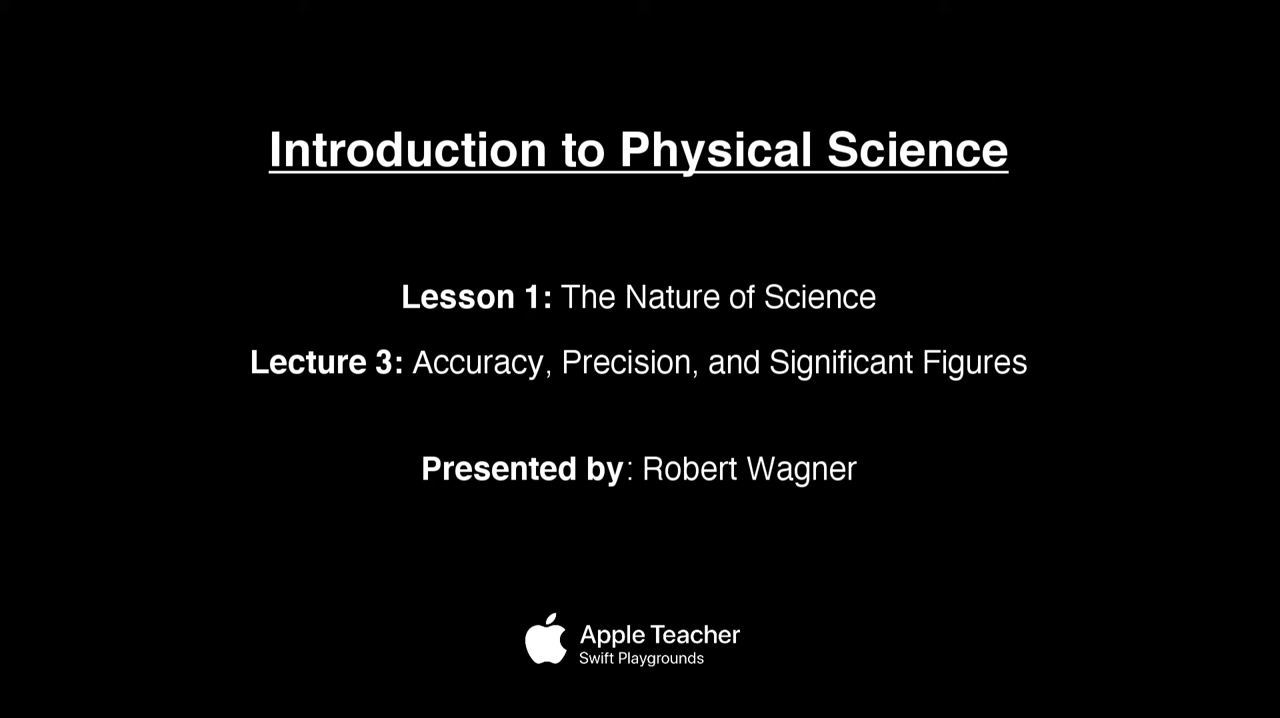 Introduction to Physical Science
Lesson 1: The Nature of Science
Lecture 3: Accuracy, Precision, and Significant Figures
Presented by: Robert Wagner
Apple Teacher
Swift Playgrounds